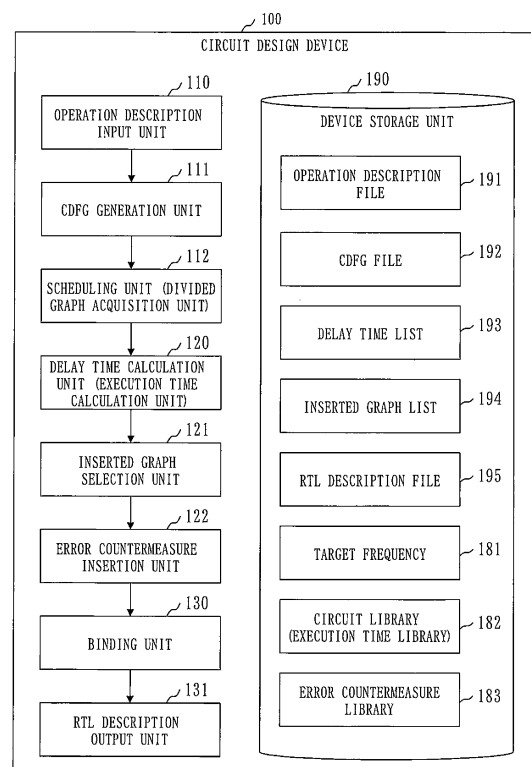 100
CIRCUIT DESIGN DEVICE
110
OPERATION DESCRIPTION
INPUT UNIT
111
CDFG GENERATION UNIT
112
SCHEDULING UNIT (DIVIDED
GRAPH ACQUISITION UNIT)
120
DELAY TIME CALCULATION
UNIT (EXECUTION TIME
CALCULATION UNIT)
121
INSERTED GRAPH
SELECTION UNIT
122
ERROR COUNTERMEASURE
INSERTION UNIT
130
BINDING UNIT
131
RTL DESCRIPTION
OUTPUT UNIT
190
DEVICE STORAGE UNIT
OPERATION DESCRIPTION
FILE
191
CDFG FILE
192
DELAY TIME LIST
193
INSERTED GRAPH LIST
194
RTL DESCRIPTION FILE
195
TARGET FREQUENCY
181
CIRCUIT LIBRARY
(EXECUTION TIME LIBRARY)
182
ERROR COUNTERMEASURE
LIBRARY
183